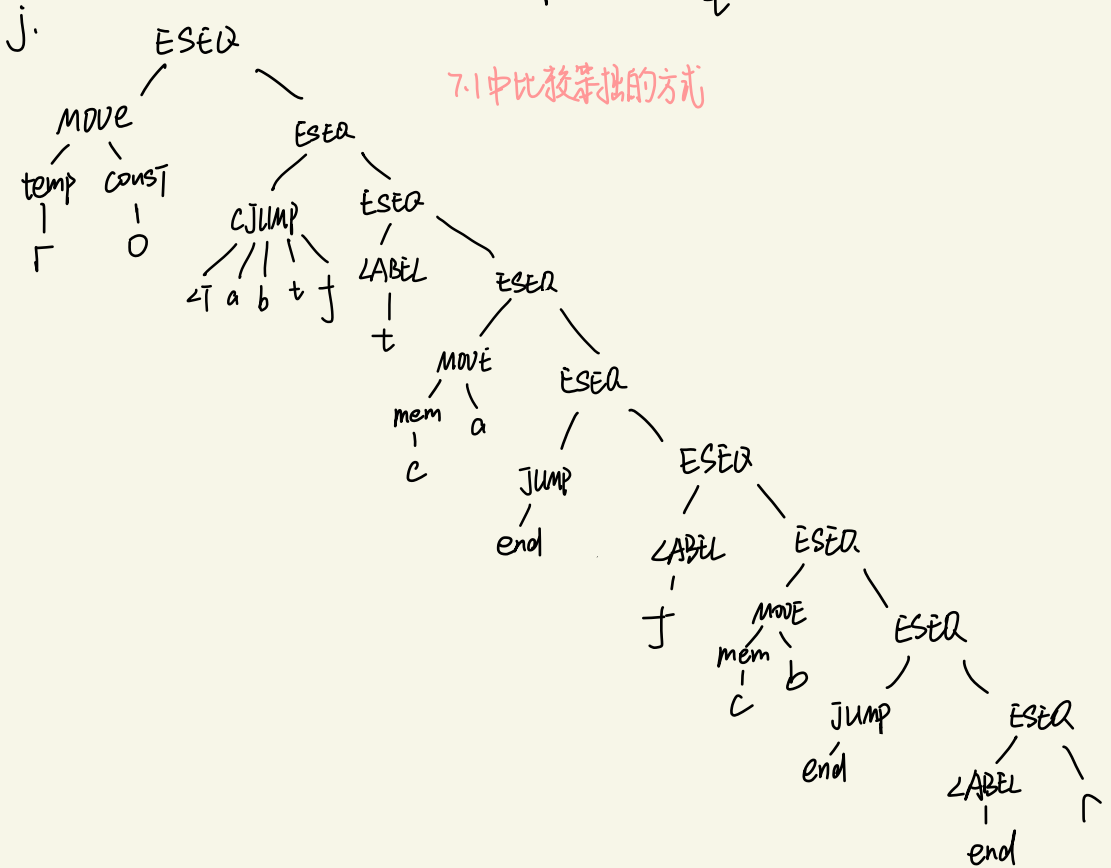 j.
ESEQ
7.1中比较笨拙的方式
MOVE ESEQ
temp CONST
CJUMP ESEQ
r 0
LT a b t f LABEL ESEQ
t
MOVE ESEQ
mem a
c
JUMP ESEQ
end
LABEL ESEQ
f
MOVE ESEQ
mem b
c
JUMP ESEQ
end
LABEL r
end